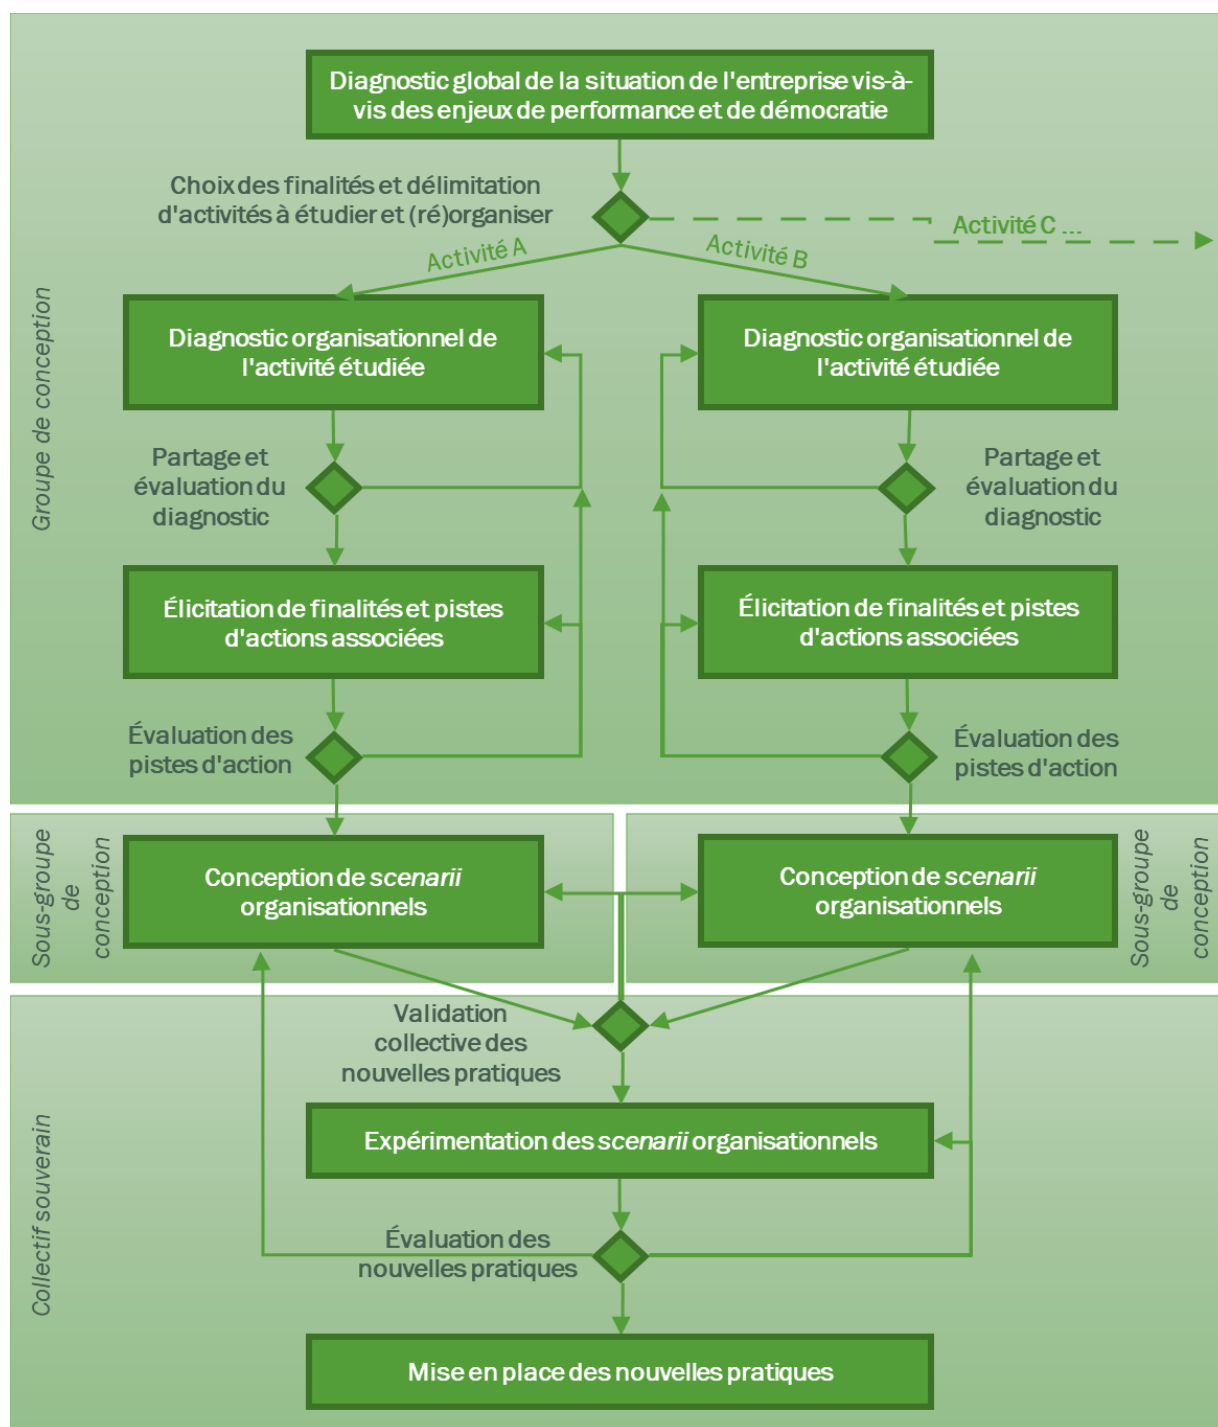 Diagnostic global de la situation de l'entreprise vis-à-
vis des enjeux de performance et de démocratie
Choix des finalités et délimitation
d'activités à étudier et (ré)organiser
Activité C ...
Activité A
Activité B
Groupe de conception
Diagnostic organisationnel de
l'activité étudiée
Diagnostic organisationnel de
l'activité étudiée
Partage et
évaluation du
diagnostic
Partage et
évaluation du
diagnostic
Élicitation de finalités et pistes
d'actions associées
Élicitation de finalités et pistes
d'actions associées
Évaluation des
pistes d'action
Évaluation des
pistes d'action
Sous-groupe
de
conception
Conception de scenarii
organisationnels
Conception de scenarii
organisationnels
Sous-groupe
de
conception
Collectif souverain
Validation
collective des
nouvelles pratiques
Expérimentation des scenarii organisationnels
Évaluation des
nouvelles pratiques
Mise en place des nouvelles pratiques